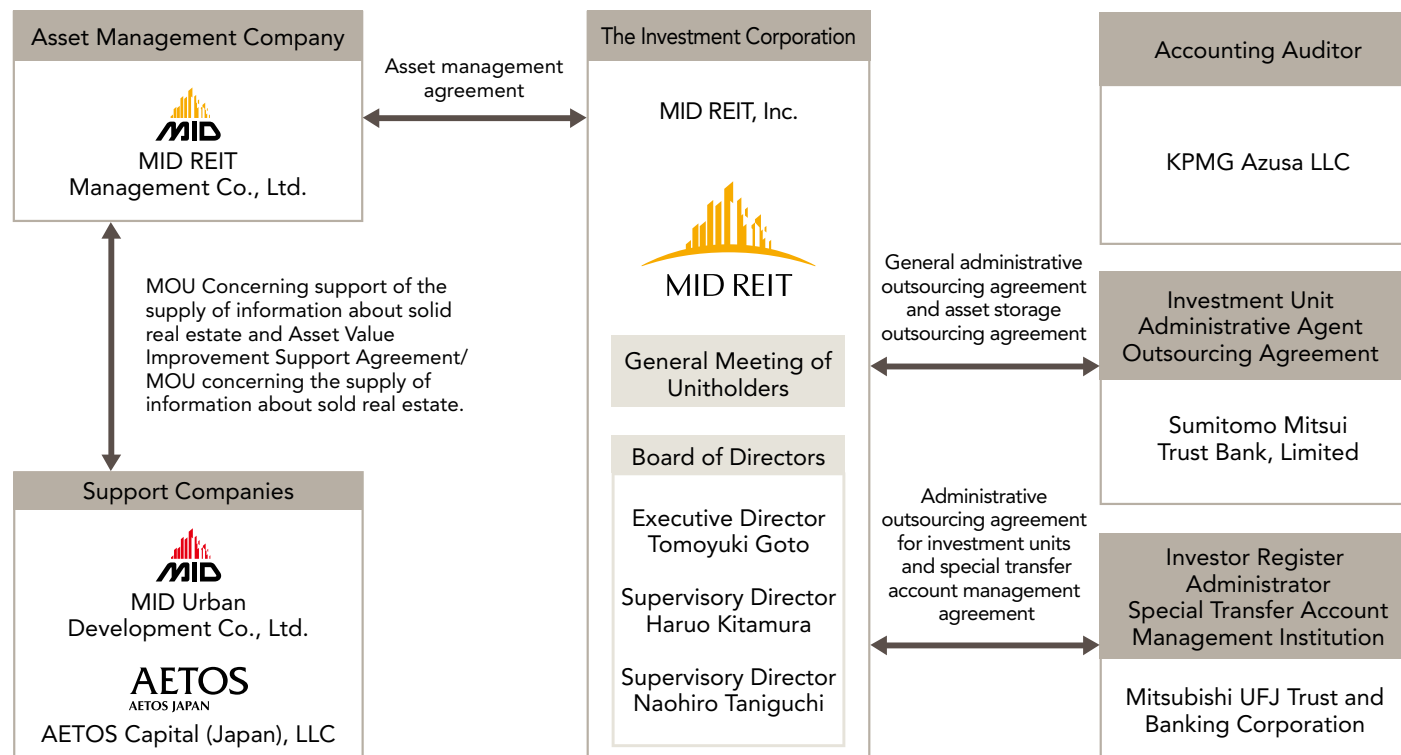 Asset Management Company
MID
MID REIT
Management Co., Ltd.
Asset management
agreement
MOU Concerning support of the
supply of information about solid
real estate and Asset Value
Improvement Support Agreement/
MOU concerning the supply of
information about sold real estate.
Support Companies
MID
MID Urban
Development Co., Ltd.
AETOS
AETOS JAPAN
AETOS Capital (Japan), LLC
The Investment Corporation
MID REIT, Inc.
MID REIT
General Meeting of
Unitholders
Board of Directors
Executive Director
Tomoyuki Goto
Supervisory Director
Haruo Kitamura
Supervisory Director
Naohiro Taniguchi
General administrative
outsourcing agreement
and asset storage
outsourcing agreement
Administrative
outsourcing agreement
for investment units
and special transfer
account management
agreement
Accounting Auditor
KPMG Azusa LLC
Investment Unit
Administrative Agent
Outsourcing Agreement
Sumitomo Mitsui
Trust Bank, Limited
Investor Register
Administrator
Special Transfer Account
Management Institution
Mitsubishi UFJ Trust and
Banking Corporation